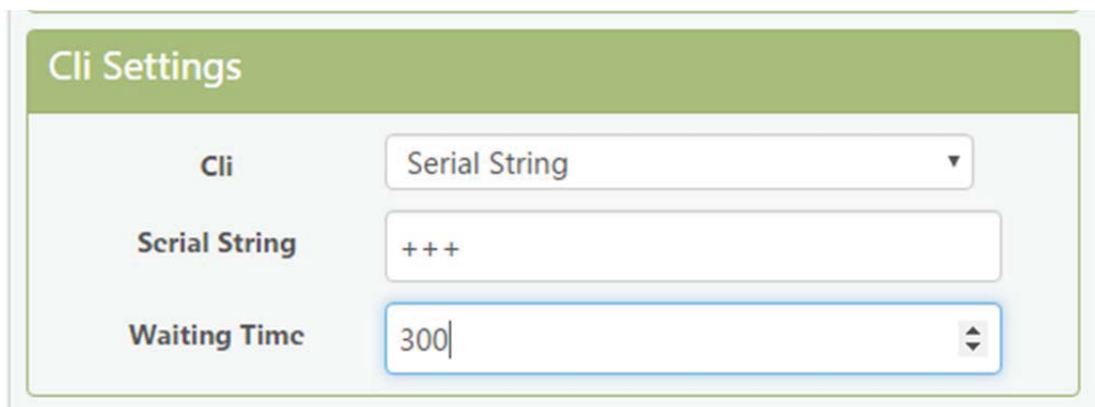 Cli Settings
Cli Serial String
Serial String +++
Waiting Time 300